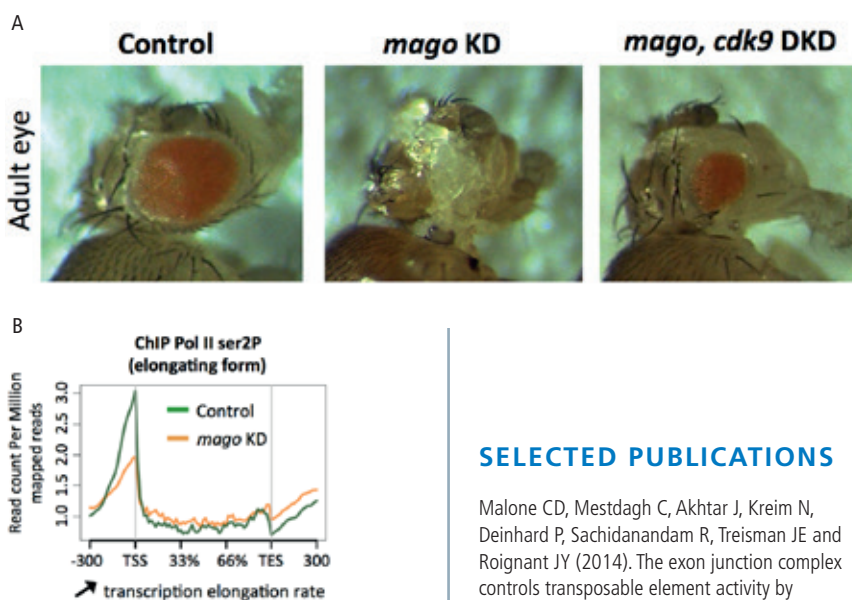 A
Control
mago KD
mago, cdk9 DKD
Adult eye
B
ChIP Pol II ser2P
(elongating form)
Read count Per Million
mapped reads
3.0
2.5
2.0
1.5
1.0
Control
mago KD
-300 TSS 33% 66% TES 300
transcription elongation rate
SELECTED PUBLICATIONS
Malone CD, Mestdagh C, Akhtar J, Kreim N,
Deinhard P, Sachidanandam R, Treisman JE and
Roignant JY (2014). The exon junction complex
controls transposable element activity by